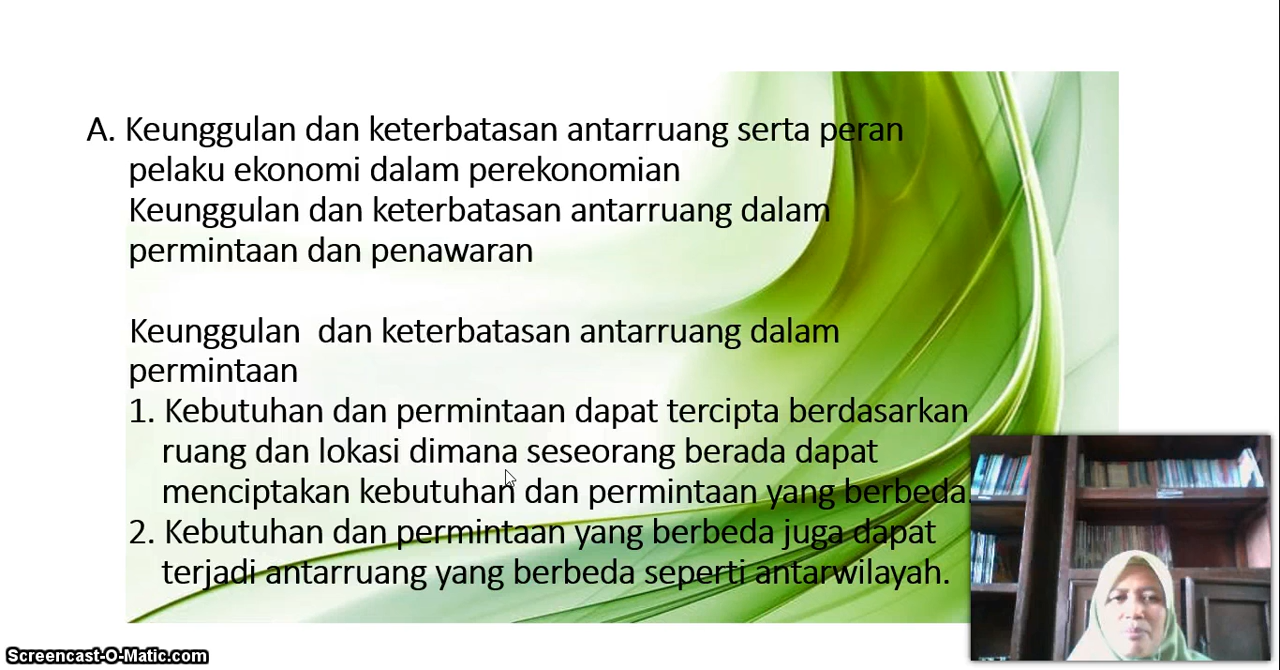 A. Keunggulan dan keterbatasan antarruang serta peran
pelaku ekonomi dalam perekonomian
Keunggulan dan keterbatasan antarruang dalam
permintaan dan penawaran
Keunggulan dan keterbatasan antarruang dalam
permintaan
1. Kebutuhan dan permintaan dapat tercipta berdasarkan
ruang dan lokasi dimana seseorang berada dapat
menciptakan kebutuhan dan permintaan yang berbeda.
2. Kebutuhan dan permintaan yang berbeda juga dapat
terjadi antarruang yang berbeda seperti antarwilayah.
Screencast-O-Matic.com